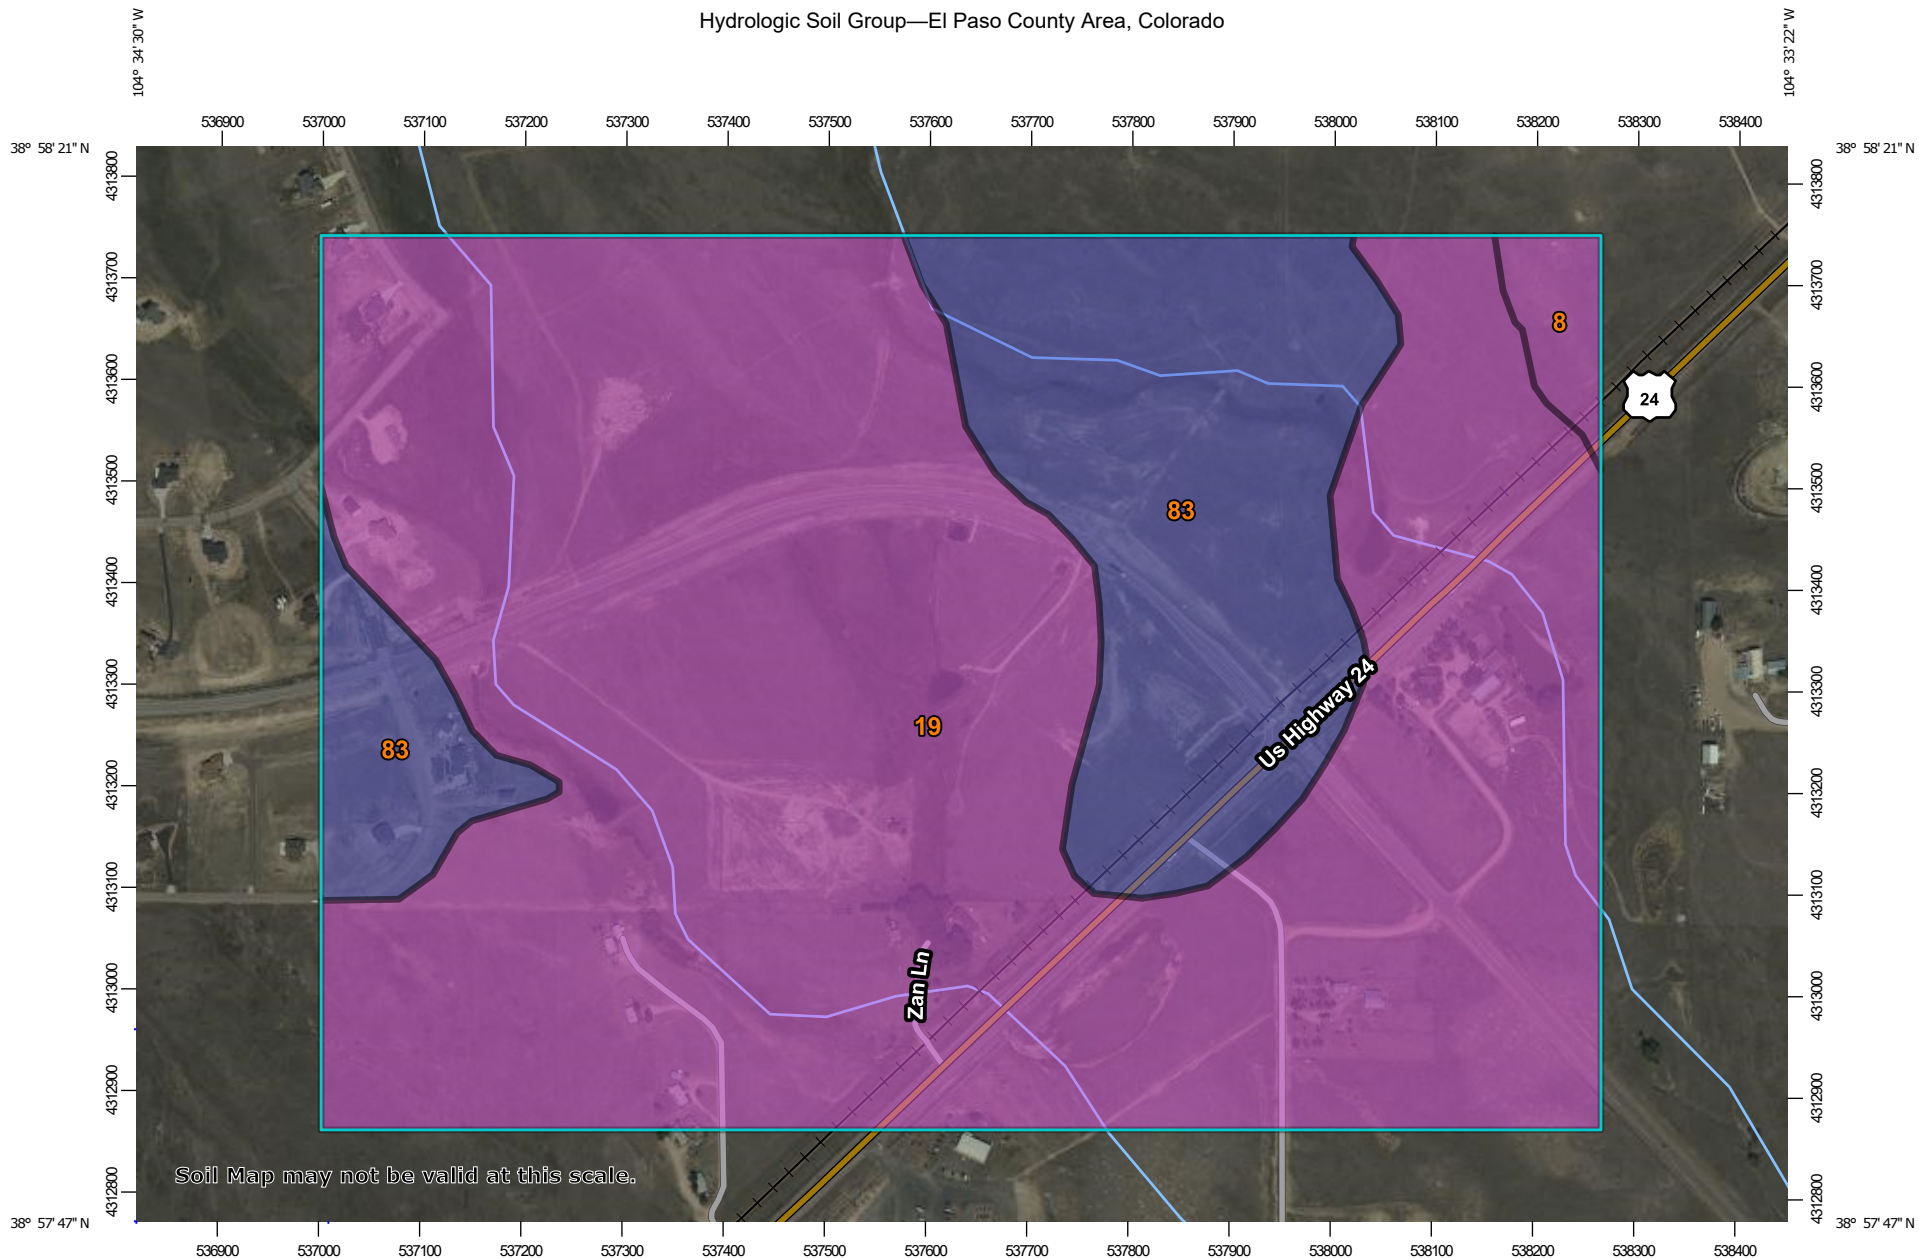 Hydrologic Soil Group—El Paso County Area, Colorado
104° 34' 30'' W
104° 33' 22'' W
536900 537000 537100 537200 537300 537400 537500 537600 537700 537800 537900 538000 538100 538200 538300 538400
38° 58' 21'' N
38° 58' 21'' N
4313800
4313800
4313700
4313700
8
4313600
4313600
24
4313500
4313500
83
4313400
4313400
4313300
4313300
Us Highway 24
19
83
4313200
4313200
4313100
4313100
Zan Ln
4313000
4313000
4312900
4312900
Soil Map may not be valid at this scale.
4312800
4312800
38° 57' 47'' N
38° 57' 47'' N
536900 537000 537100 537200 537300 537400 537500 537600 537700 537800 537900 538000 538100 538200 538300 538400